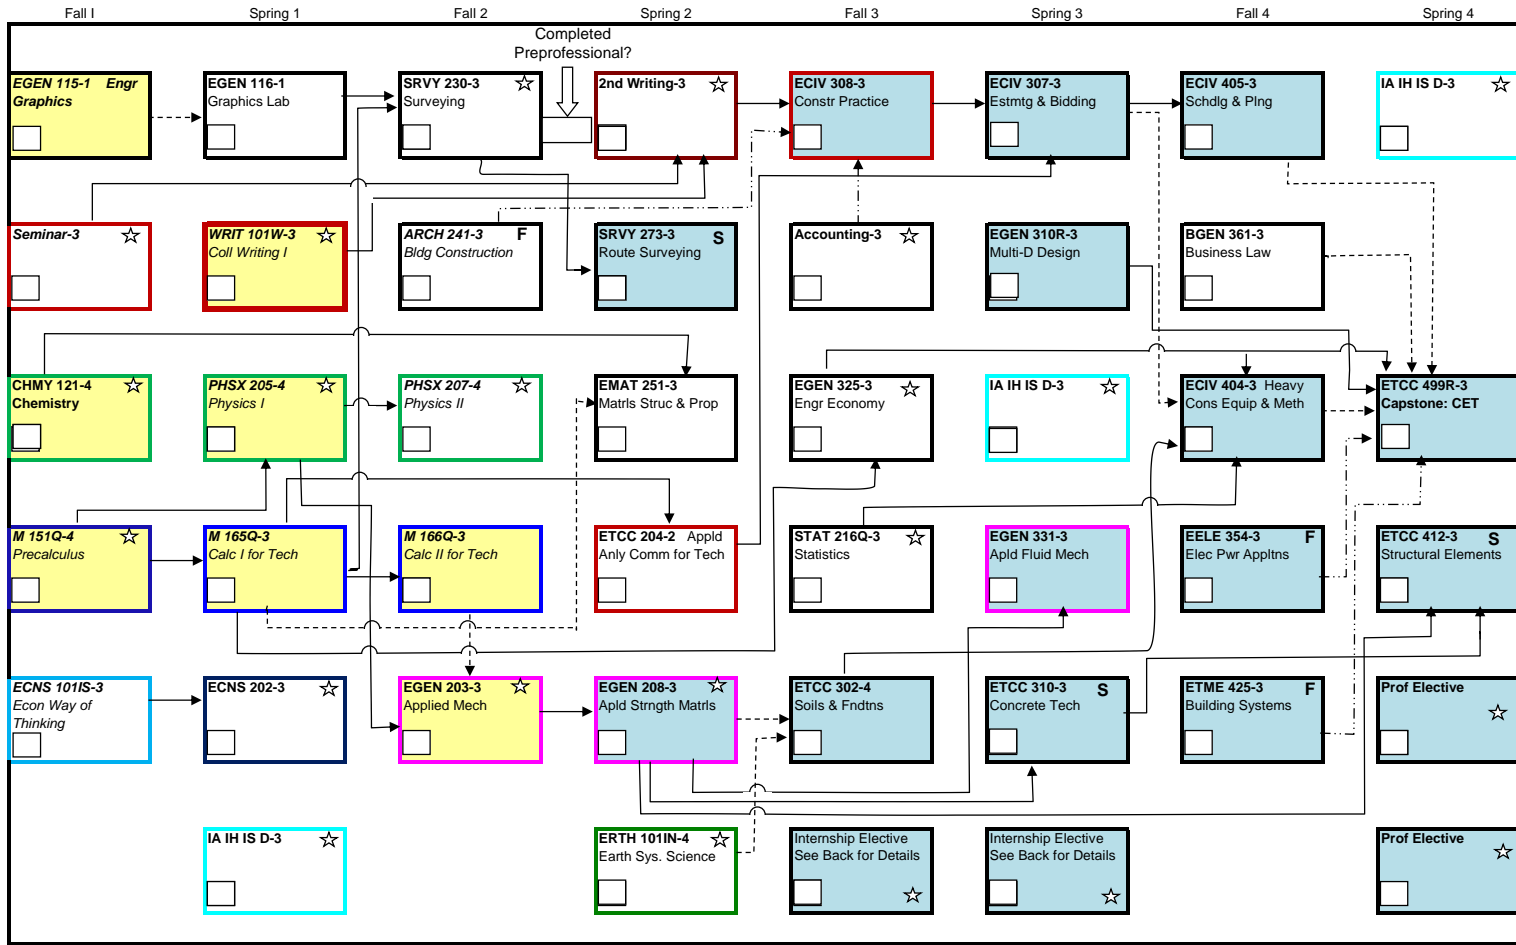 Fall I
Spring 1
Fall 2
Spring 2
Fall 3
Spring 3
Fall 4
Spring 4
Completed
Preprofessional?
EGEN 115-1 Engr
Graphics
EGEN 116-1
Graphics Lab
SRVY 230-3
Surveying
2nd Writing-3
ECIV 308-3
Constr Practice
ECIV 307-3
Estmtg & Bidding
ECIV 405-3
Schdlg & Plng
IA IH IS D-3
Seminar-3
WRIT 101W-3
Coll Writing I
ARCH 241-3 F
Bldg Construction
SRVY 273-3 S
Route Surveying
Accounting-3
EGEN 310R-3
Multi-D Design
BGEN 361-3
Business Law
CHMY 121-4
Chemistry
PHSX 205-4
Physics I
PHSX 207-4
Physics II
EMAT 251-3
Matrls Struc & Prop
EGEN 325-3
Engr Economy
IA IH IS D-3
ECIV 404-3 Heavy
Cons Equip & Meth
ETCC 499R-3
Capstone: CET
M 151Q-4
Precalculus
M 165Q-3
Calc I for Tech
M 166Q-3
Calc II for Tech
ETCC 204-2 Appld
Anly Comm for Tech
STAT 216Q-3
Statistics
EGEN 331-3
Apld Fluid Mech
EELE 354-3 F
Elec Pwr Appltns
ETCC 412-3 S
Structural Elements
ECNS 101IS-3
Econ Way of
Thinking
ECNS 202-3
EGEN 203-3
Applied Mech
EGEN 208-3
Apld Strngth Matrls
ETCC 302-4
Soils & Fndtns
ETCC 310-3 S
Concrete Tech
ETME 425-3 F
Building Systems
Prof Elective
IA IH IS D-3
ERTH 101IN-4
Earth Sys. Science
Internship Elective
See Back for Details
Internship Elective
See Back for Details
Prof Elective